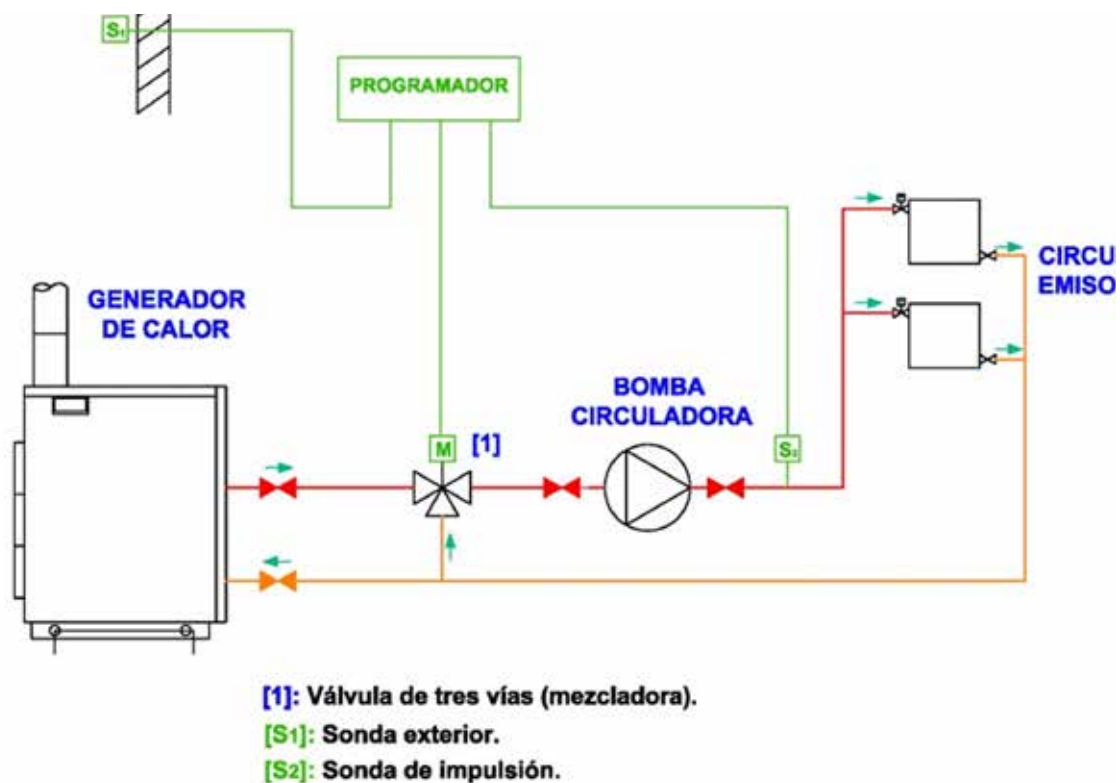 S1
PROGRAMADOR
GENERADOR
DE CALOR
CIRCU
EMISO
BOMBA
CIRCULADORA
M
[1]
S2
[1]: Válvula de tres vías (mezcladora).
[S1]: Sonda exterior.
[S2]: Sonda de impulsión.